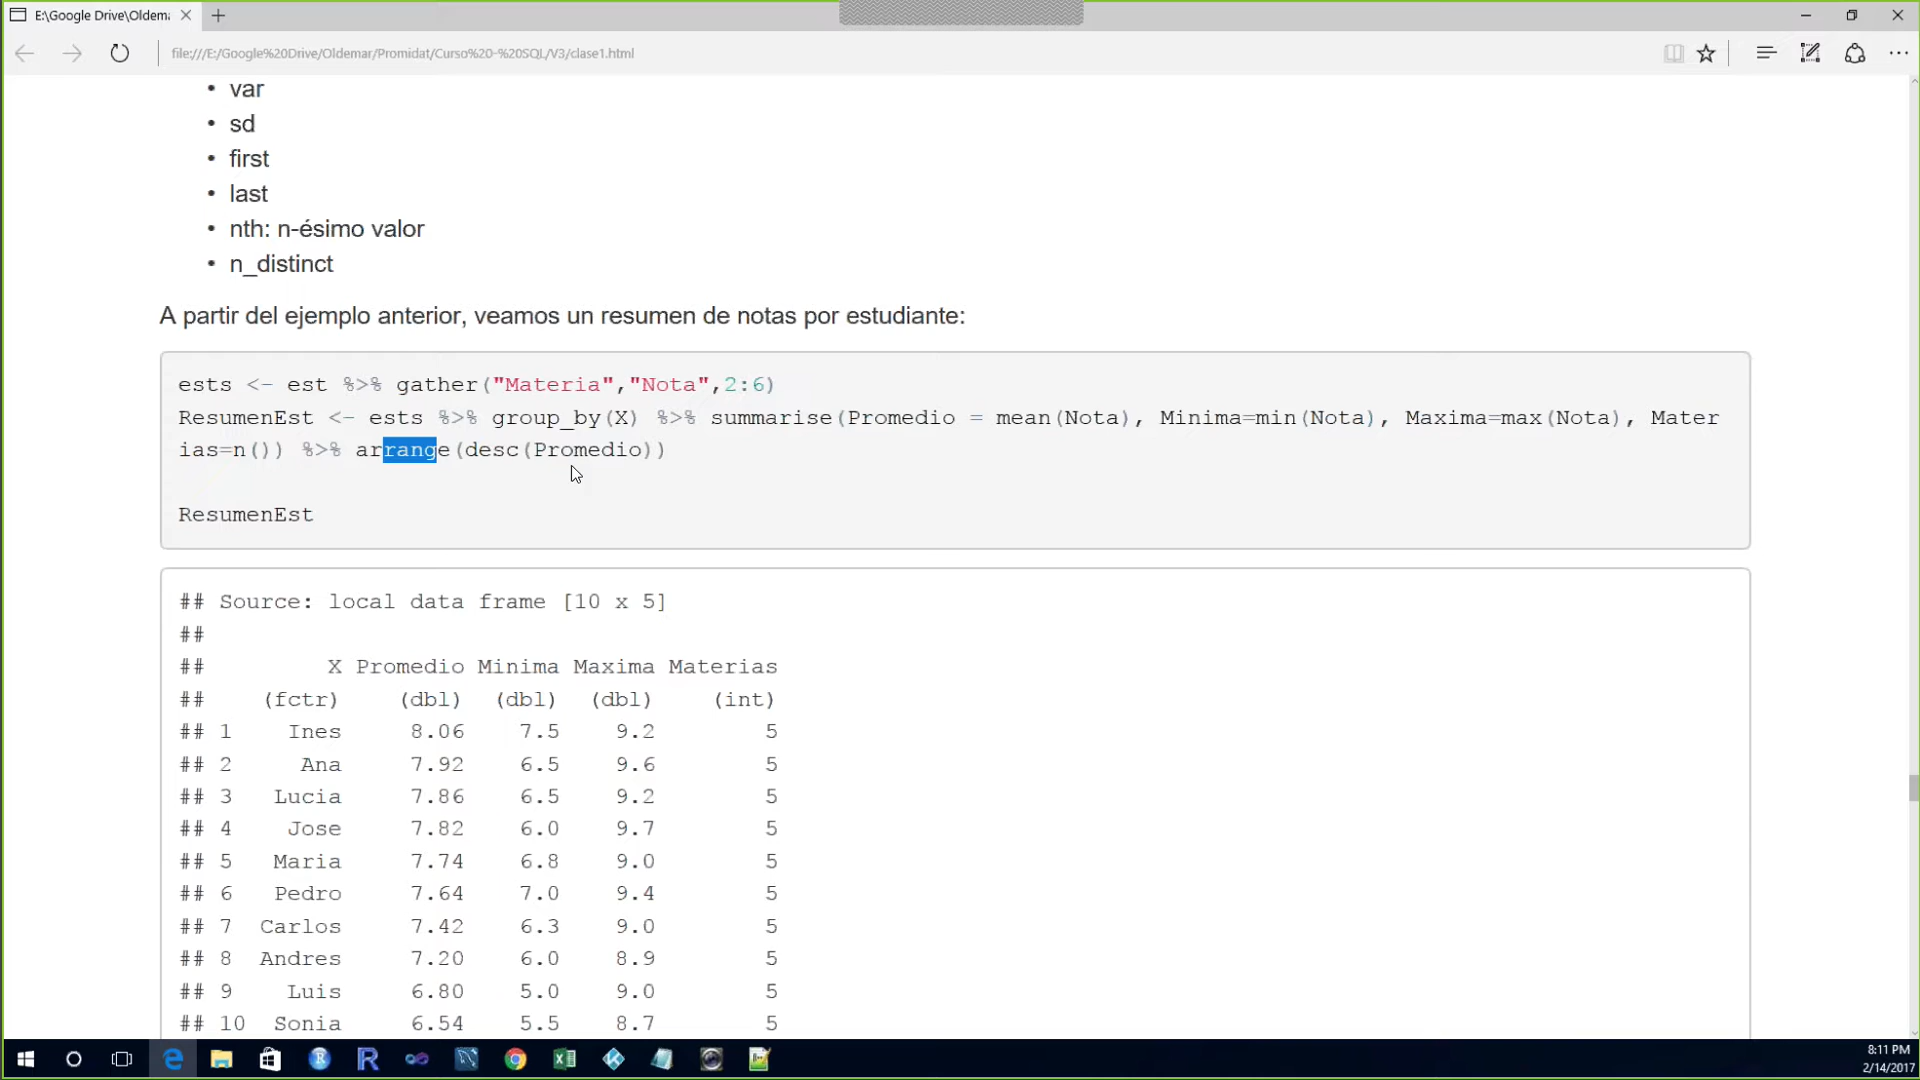 E:\Google Drive\Oldema
file:///E:/Google%20Drive/Oldemar/Promidat/Curso%20-%20SQL/V3/clase1.html
• var
• sd
• first
• last
• nth: n-ésimo valor
• n_distinct
A partir del ejemplo anterior, veamos un resumen de notas por estudiante:
ests <- est %>% gather("Materia","Nota",2:6)
ResumenEst <- ests %>% group_by(X) %>% summarise(Promedio = mean(Nota), Minima=min(Nota), Maxima=max(Nota), Mater
ias=n()) %>% arrange(desc(Promedio))
ResumenEst
## Source: local data frame [10 x 5]
##
## X Promedio Minima Maxima Materias
## (fctr) (dbl) (dbl) (dbl) (int)
## 1 Ines 8.06 7.5 9.2 5
## 2 Ana 7.92 6.5 9.6 5
## 3 Lucia 7.86 6.5 9.2 5
## 4 Jose 7.82 6.0 9.7 5
## 5 Maria 7.74 6.8 9.0 5
## 6 Pedro 7.64 7.0 9.4 5
## 7 Carlos 7.42 6.3 9.0 5
## 8 Andres 7.20 6.0 8.9 5
## 9 Luis 6.80 5.0 9.0 5
## 10 Sonia 6.54 5.5 8.7 5
8:11 PM
2/14/2017